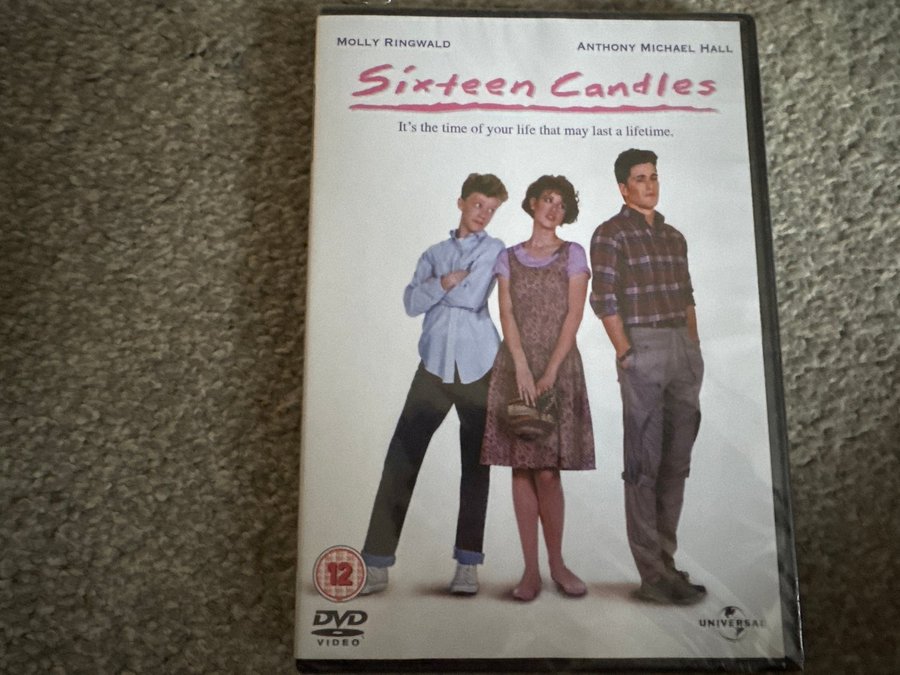 MOLLY RINGWALD
ANTHONY MICHAEL HALL
Sixteen Candles
It's the time of your life that may last a lifetime.
12
DVD
VIDEO
UNIVERSAL